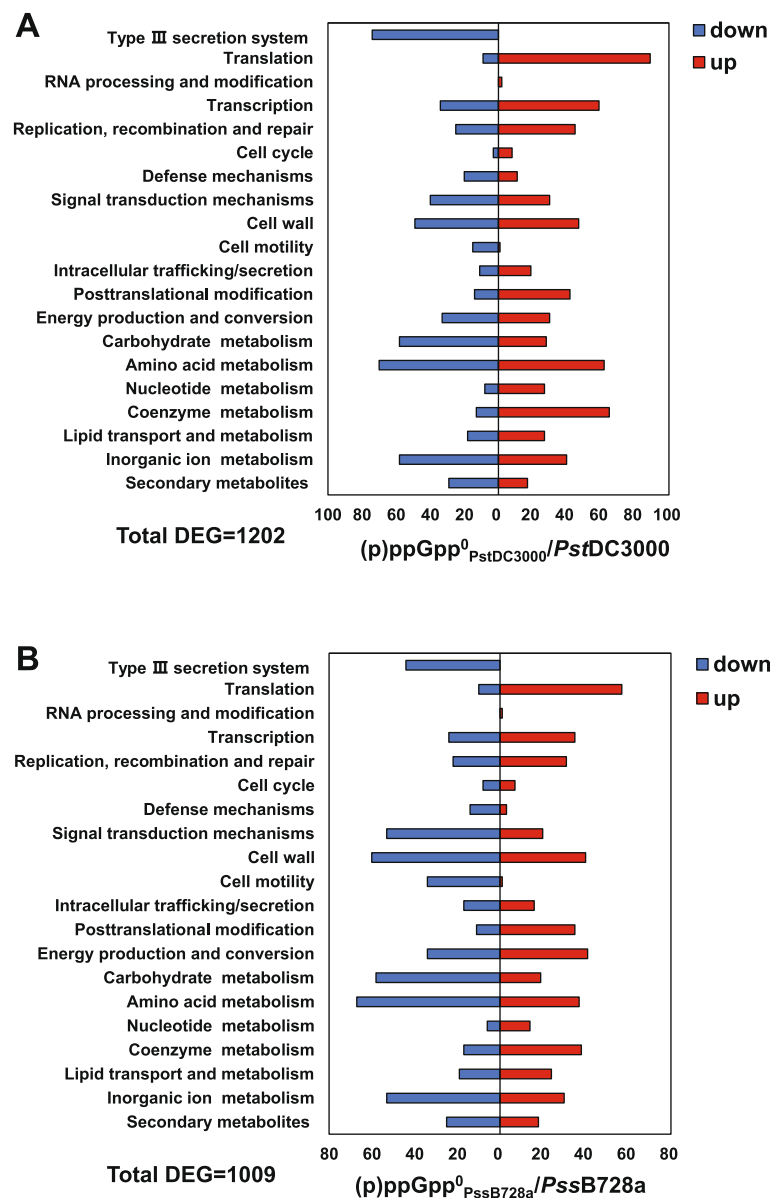 A
down
up
Type Ⅲ secretion system
Translation
RNA processing and modification
Transcription
Replication, recombination and repair
Cell cycle
Defense mechanisms
Signal transduction mechanisms
Cell wall
Cell motility
Intracellular trafficking/secretion
Posttranslational modification
Energy production and conversion
Carbohydrate metabolism
Amino acid metabolism
Nucleotide metabolism
Coenzyme metabolism
Lipid transport and metabolism
Inorganic ion metabolism
Secondary metabolites
100 80 60 40 20 0 20 40 60 80 100
Total DEG=1202
(p)ppGpp⁰PstDC3000/PstDC3000
B
down
up
Type Ⅲ secretion system
Translation
RNA processing and modification
Transcription
Replication, recombination and repair
Cell cycle
Defense mechanisms
Signal transduction mechanisms
Cell wall
Cell motility
Intracellular trafficking/secretion
Posttranslational modification
Energy production and conversion
Carbohydrate metabolism
Amino acid metabolism
Nucleotide metabolism
Coenzyme metabolism
Lipid transport and metabolism
Inorganic ion metabolism
Secondary metabolites
80 60 40 20 0 20 40 60 80
Total DEG=1009
(p)ppGpp⁰PssB728a/PssB728a